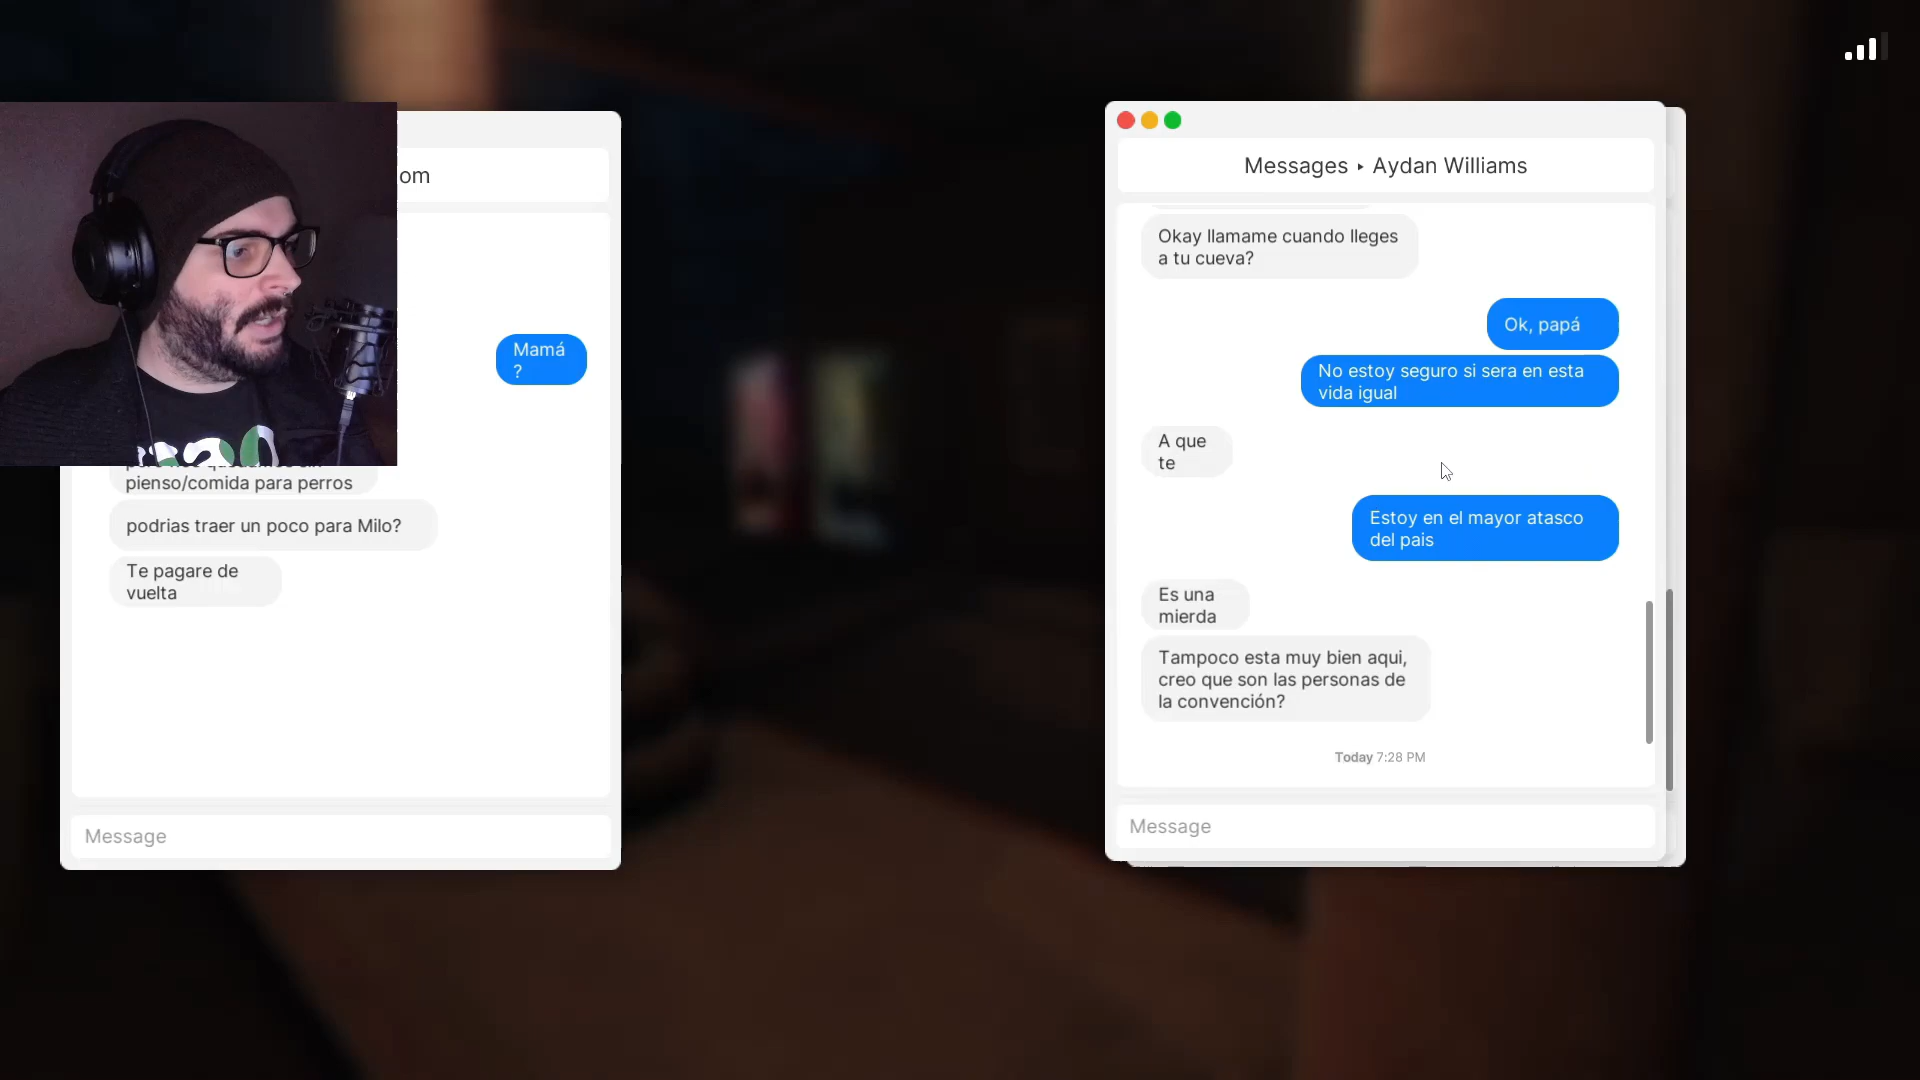 om
Mamá
?
pienso/comida para perros
podrias traer un poco para Milo?
Te pagare de
vuelta
Message
Messages ▸ Aydan Williams
Okay llamame cuando lleges
a tu cueva?
Ok, papá
No estoy seguro si sera en esta
vida igual
A que
te
Estoy en el mayor atasco
del pais
Es una
mierda
Tampoco esta muy bien aqui,
creo que son las personas de
la convención?
Today 7:28 PM
Message